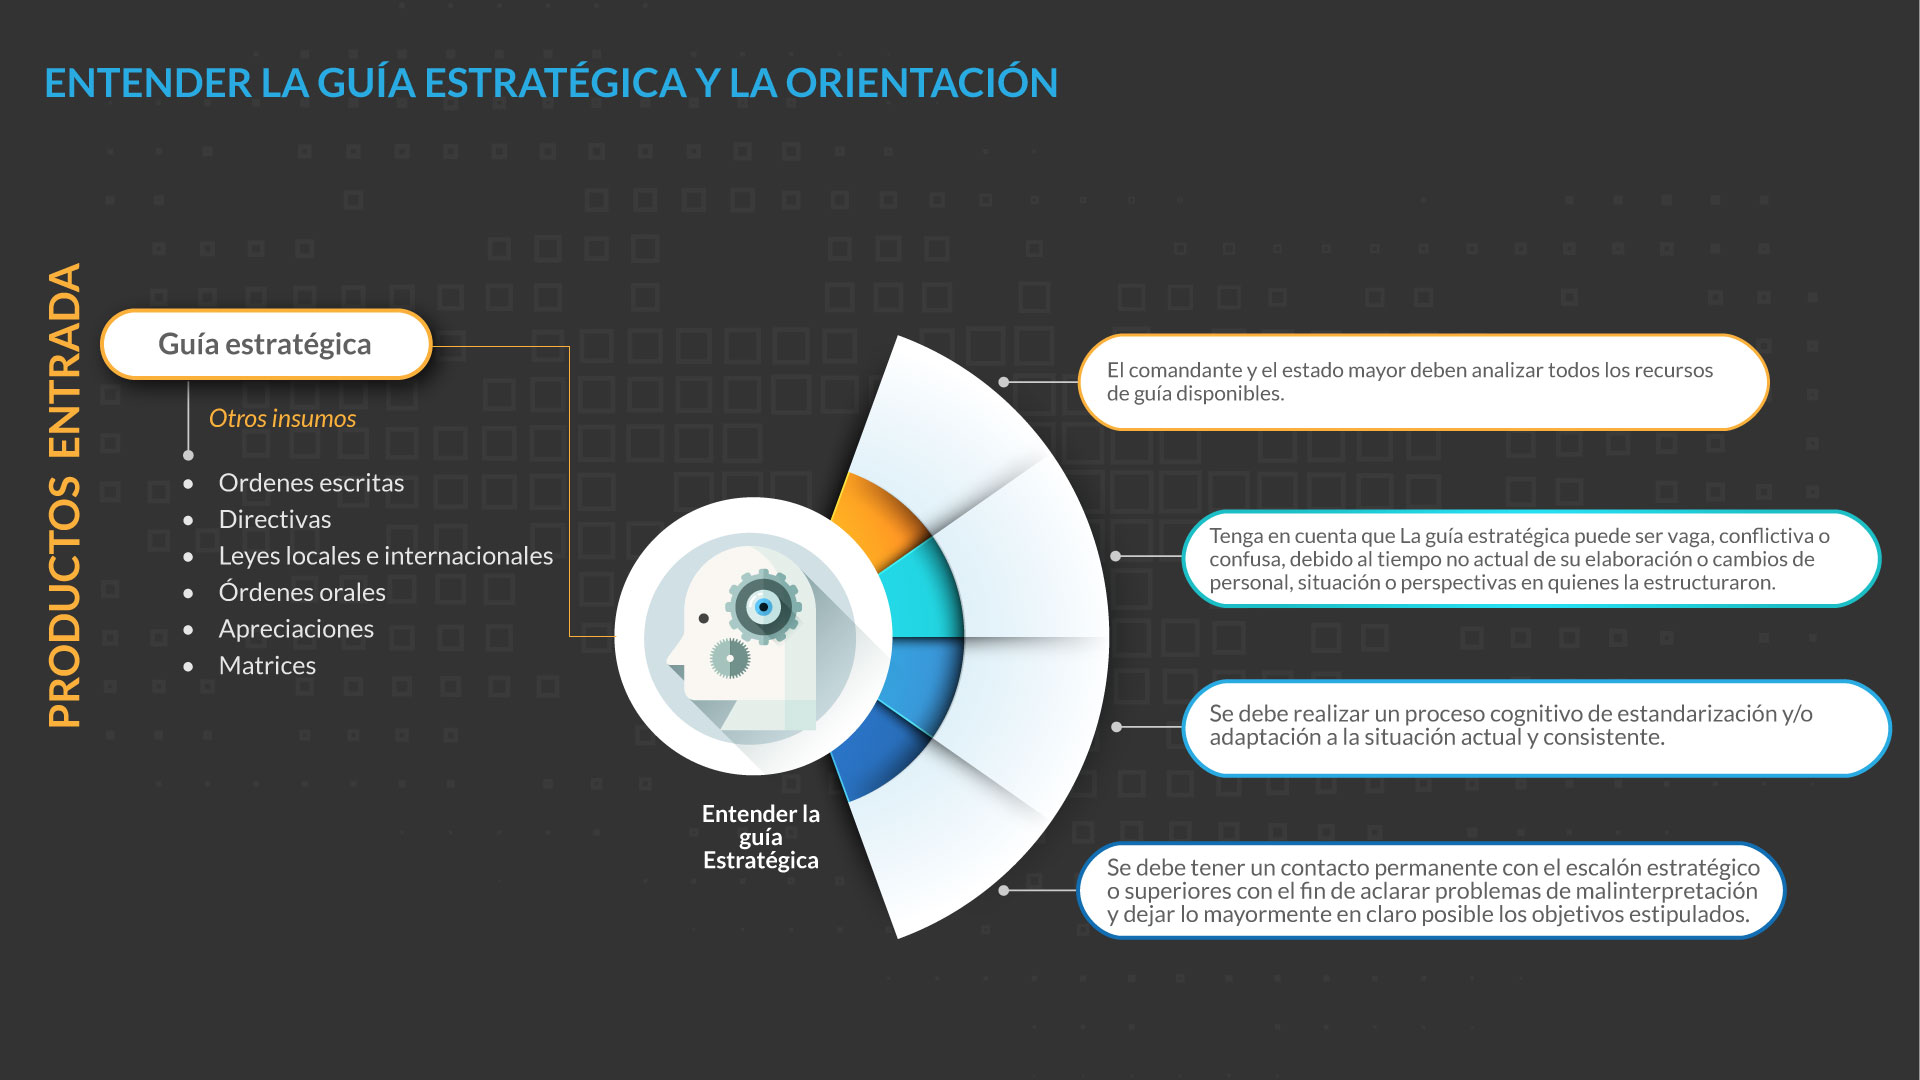 ENTENDER LA GUÍA ESTRATÉGICA Y LA ORIENTACIÓN
PRODUCTOS ENTRADA
Guía estratégica
Otros insumos
• Ordenes escritas
• Directivas
• Leyes locales e internacionales
• Órdenes orales
• Apreciaciones
• Matrices
Entender la
guía
Estratégica
El comandante y el estado mayor deben analizar todos los recursos
de guía disponibles.
Tenga en cuenta que La guía estratégica puede ser vaga, conflictiva o
confusa, debido al tiempo no actual de su elaboración o cambios de
personal, situación o perspectivas en quienes la estructuraron.
Se debe realizar un proceso cognitivo de estandarización y/o
adaptación a la situación actual y consistente.
Se debe tener un contacto permanente con el escalón estratégico
o superiores con el fin de aclarar problemas de malinterpretación
y dejar lo mayormente en claro posible los objetivos estipulados.